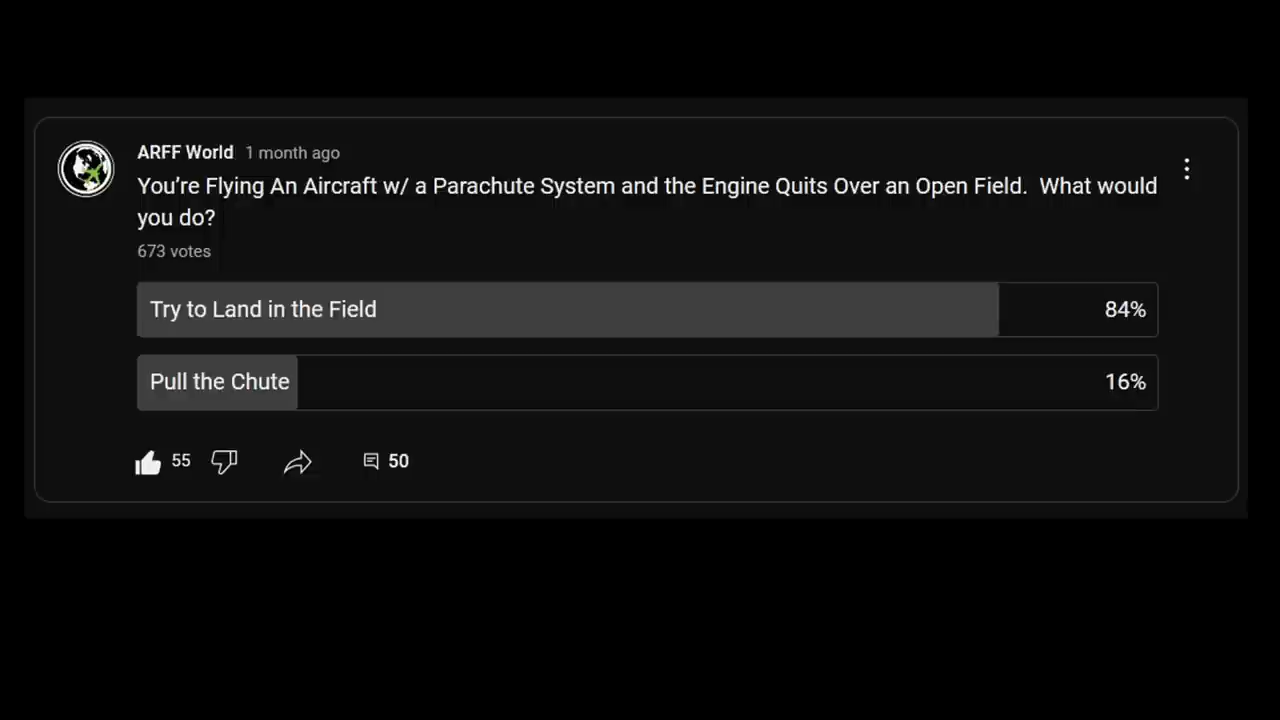 ARFF World 1 month ago
You’re Flying An Aircraft w/ a Parachute System and the Engine Quits Over an Open Field.  What would
you do?
673 votes
Try to Land in the Field 84%
Pull the Chute 16%
55 50